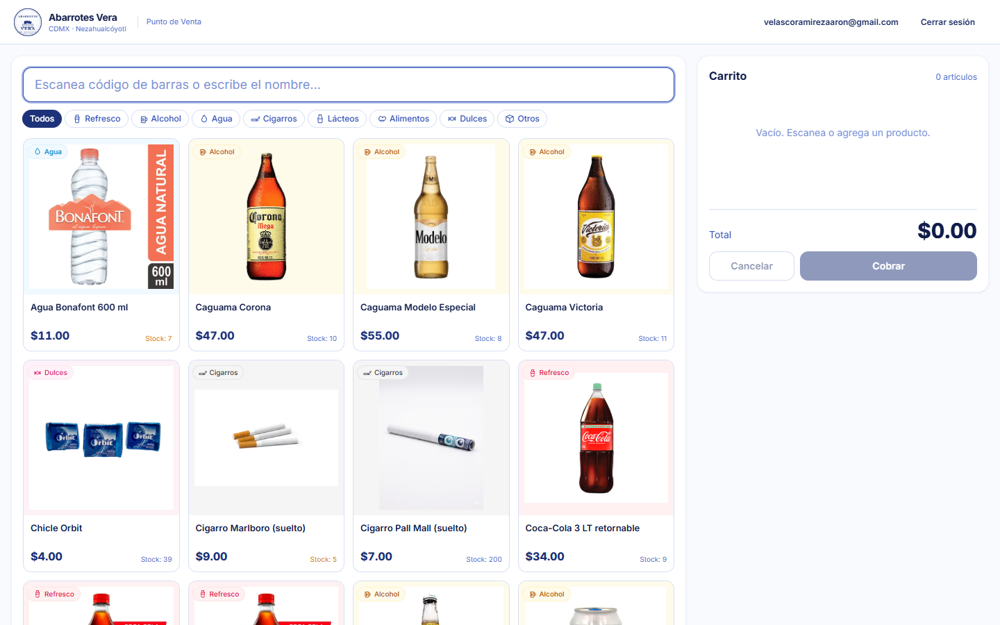 ABARROTES
VERA
Abarrotes Vera
CDMX · Nezahualcóyotl
Punto de Venta
velascoramirezaaron@gmail.com
Cerrar sesión
Escanea código de barras o escribe el nombre...
Todos
Refresco
Alcohol
Agua
Cigarros
Lácteos
Alimentos
Dulces
Otros
Agua
BONAFONT
AGUA NATURAL
600
ml
Agua Bonafont 600 ml
$11.00
Stock: 7
Alcohol
Corona
Mega
Caguama Corona
$47.00
Stock: 10
Alcohol
Modelo
Especial
Caguama Modelo Especial
$55.00
Stock: 8
Alcohol
Victoria
Caguama Victoria
$47.00
Stock: 11
Dulces
Orbit
Orbit
Orbit
Chicle Orbit
$4.00
Stock: 39
Cigarros
Cigarro Marlboro (suelto)
$9.00
Stock: 5
Cigarros
Cigarro Pall Mall (suelto)
$7.00
Stock: 200
Refresco
Coca-Cola
Coca-Cola 3 LT retornable
$34.00
Stock: 9
Refresco
Refresco
Alcohol
Alcohol
Carrito
0 artículos
Vacío. Escanea o agrega un producto.
Total
$0.00
Cancelar
Cobrar